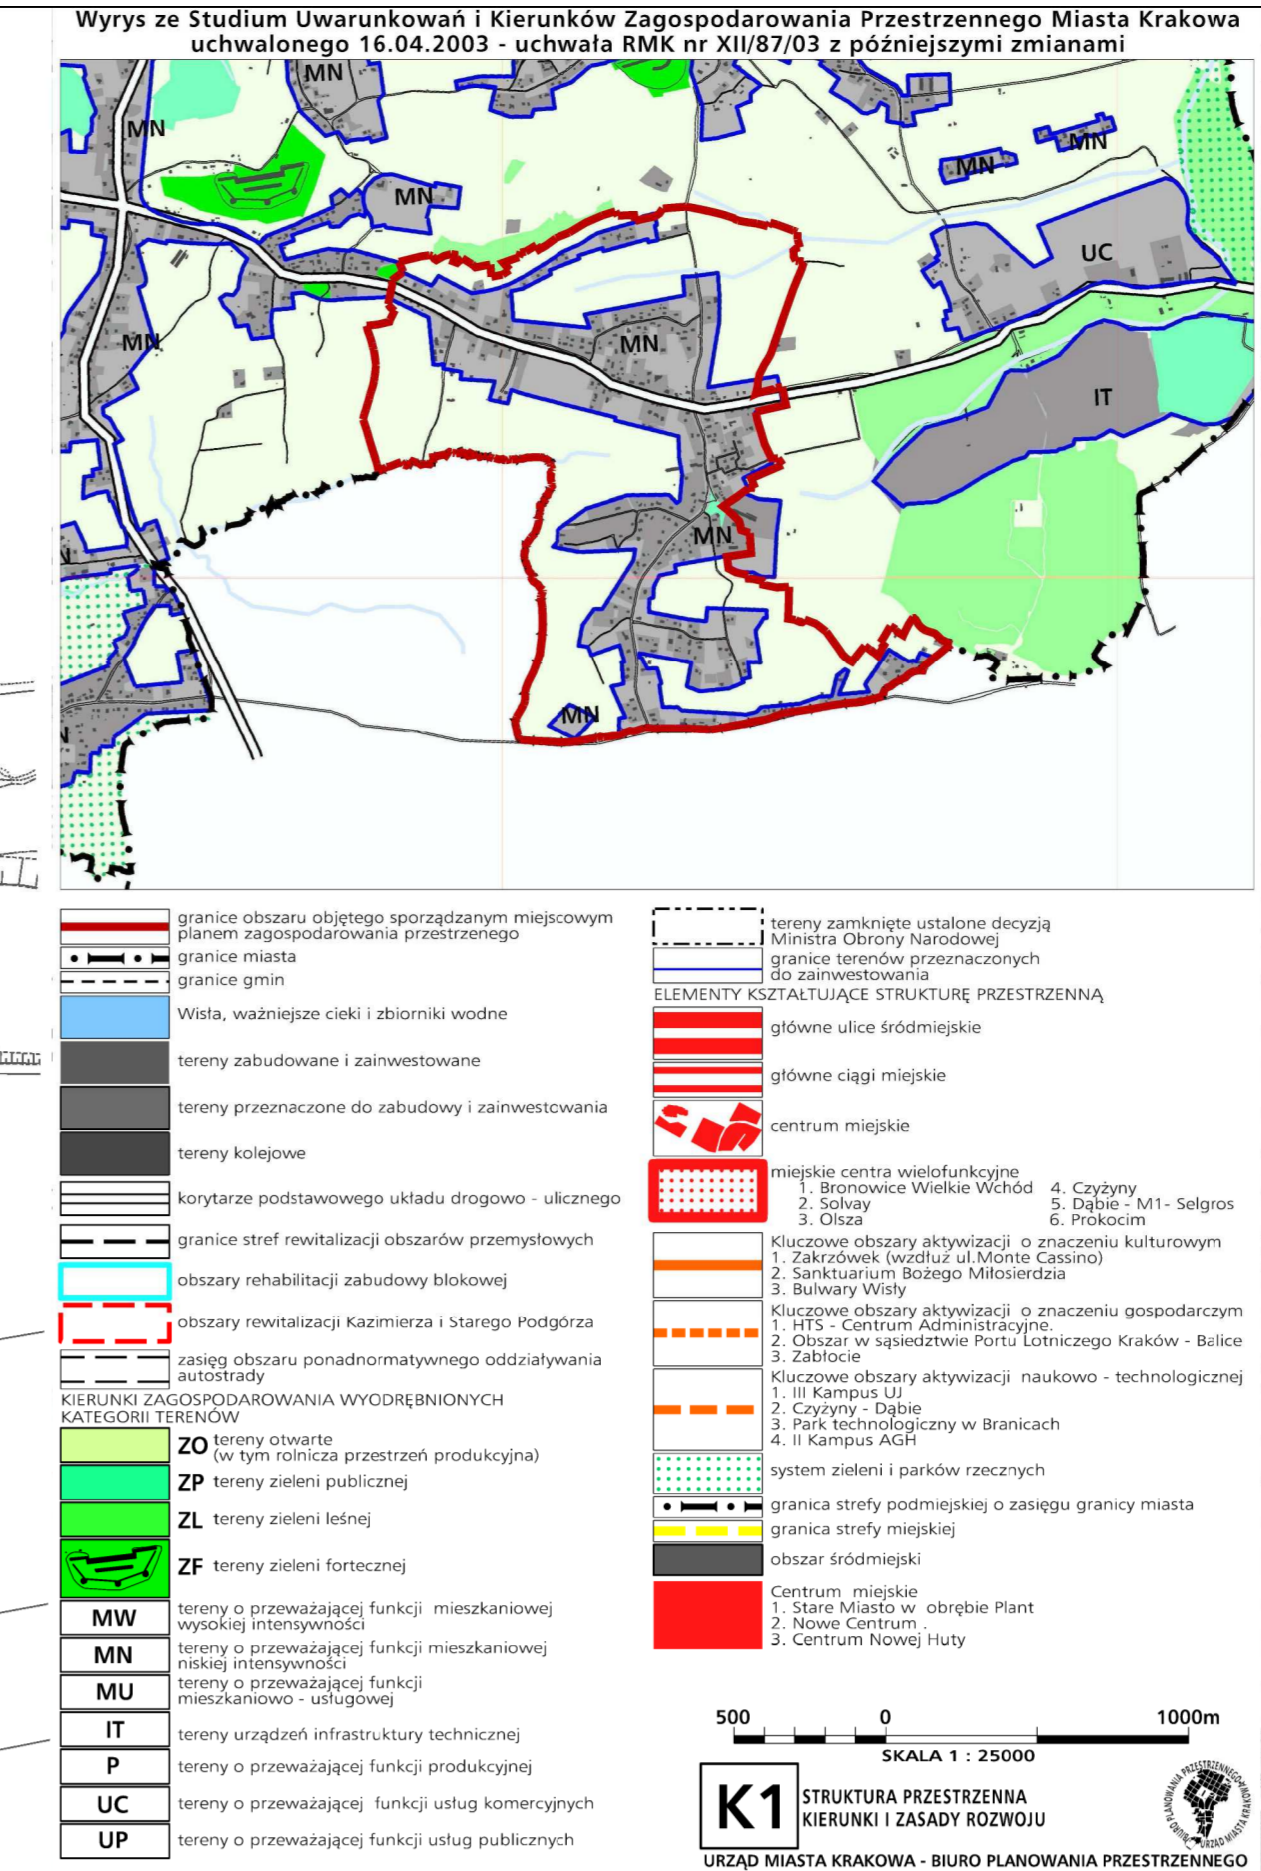 Wyrys ze Studium Uwarunkowań i Kierunków Zagospodarowania Przestrzennego Miasta Krakowa
uchwalonego 16.04.2003 - uchwała RMK nr XII/87/03 z późniejszymi zmianami
MN
MN
MN
MN
MN
UC
MN
MN
IT
MN
MN
N
N
granice obszaru objętego sporządzanym miejscowym
planem zagospodarowania przestrzenego
granice miasta
granice gmin
Wisła, ważniejsze cieki i zbiorniki wodne
tereny zabudowane i zainwestowane
tereny przeznaczone do zabudowy i zainwestowania
tereny kolejowe
korytarze podstawowego układu drogowo - ulicznego
granice stref rewitalizacji obszarów przemysłowych
obszary rehabilitacji zabudowy blokowej
obszary rewitalizacji Kazimierza i Starego Podgórza
zasięg obszaru ponadnormatywnego oddziaływania
autostrady
KIERUNKI ZAGOSPODAROWANIA WYODRĘBNIONYCH
KATEGORII TERENÓW
ZO tereny otwarte
(w tym rolnicza przestrzeń produkcyjna)
ZP tereny zieleni publicznej
ZL tereny zieleni leśnej
ZF tereny zieleni fortecznej
MW tereny o przeważającej funkcji mieszkaniowej
wysokiej intensywności
MN tereny o przeważającej funkcji mieszkaniowej
niskiej intensywności
MU tereny o przeważającej funkcji
mieszkaniowo - usługowej
IT tereny urządzeń infrastruktury technicznej
P tereny o przeważającej funkcji produkcyjnej
UC tereny o przeważającej funkcji usług komercyjnych
UP tereny o przeważającej funkcji usług publicznych
tereny zamknięte ustalone decyzją
Ministra Obrony Narodowej
granice terenów przeznaczonych
do zainwestowania
ELEMENTY KSZTAŁTUJĄCE STRUKTURĘ PRZESTRZENNĄ
główne ulice śródmiejskie
główne ciągi miejskie
centrum miejskie
miejskie centra wielofunkcyjne
1. Bronowice Wielkie Wchód 4. Czyżyny
2. Solvay 5. Dąbie - M1- Selgros
3. Olsza 6. Prokocim
Kluczowe obszary aktywizacji o znaczeniu kulturowym
1. Zakrzówek (wzdłuż ul.Monte Cassino)
2. Sanktuarium Bożego Miłosierdzia
3. Bulwary Wisły
Kluczowe obszary aktywizacji o znaczeniu gospodarczym
1. HTS - Centrum Administracyjne.
2. Obszar w sąsiedztwie Portu Lotniczego Kraków - Balice
3. Zabłocie
Kluczowe obszary aktywizacji naukowo - technologicznej
1. III Kampus UJ
2. Czyżyny - Dąbie
3. Park technologiczny w Branicach
4. II Kampus AGH
system zieleni i parków rzecznych
granica strefy podmiejskiej o zasięgu granicy miasta
granica strefy miejskiej
obszar śródmiejski
Centrum miejskie
1. Stare Miasto w obrębie Plant
2. Nowe Centrum .
3. Centrum Nowej Huty
500 0 1000m
SKALA 1 : 25000
K1 STRUKTURA PRZESTRZENNA
KIERUNKI I ZASADY ROZWOJU
BIURO PLANOWANIA PRZESTRZENNEGO
URZĄD MIASTA KRAKOWA
URZĄD MIASTA KRAKOWA - BIURO PLANOWANIA PRZESTRZENNEGO